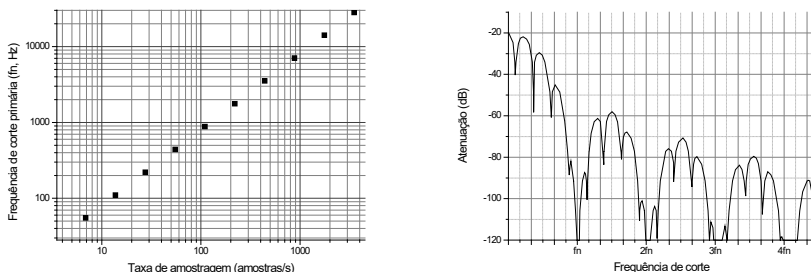 Frequência de corte primária (fn, Hz)
10000
1000
100
10
100
1000
Taxa de amostragem (amostras/s)
Atenuação (dB)
-20
-40
-60
-80
-100
-120
fn
2fn
3fn
4fn
Frequência de corte